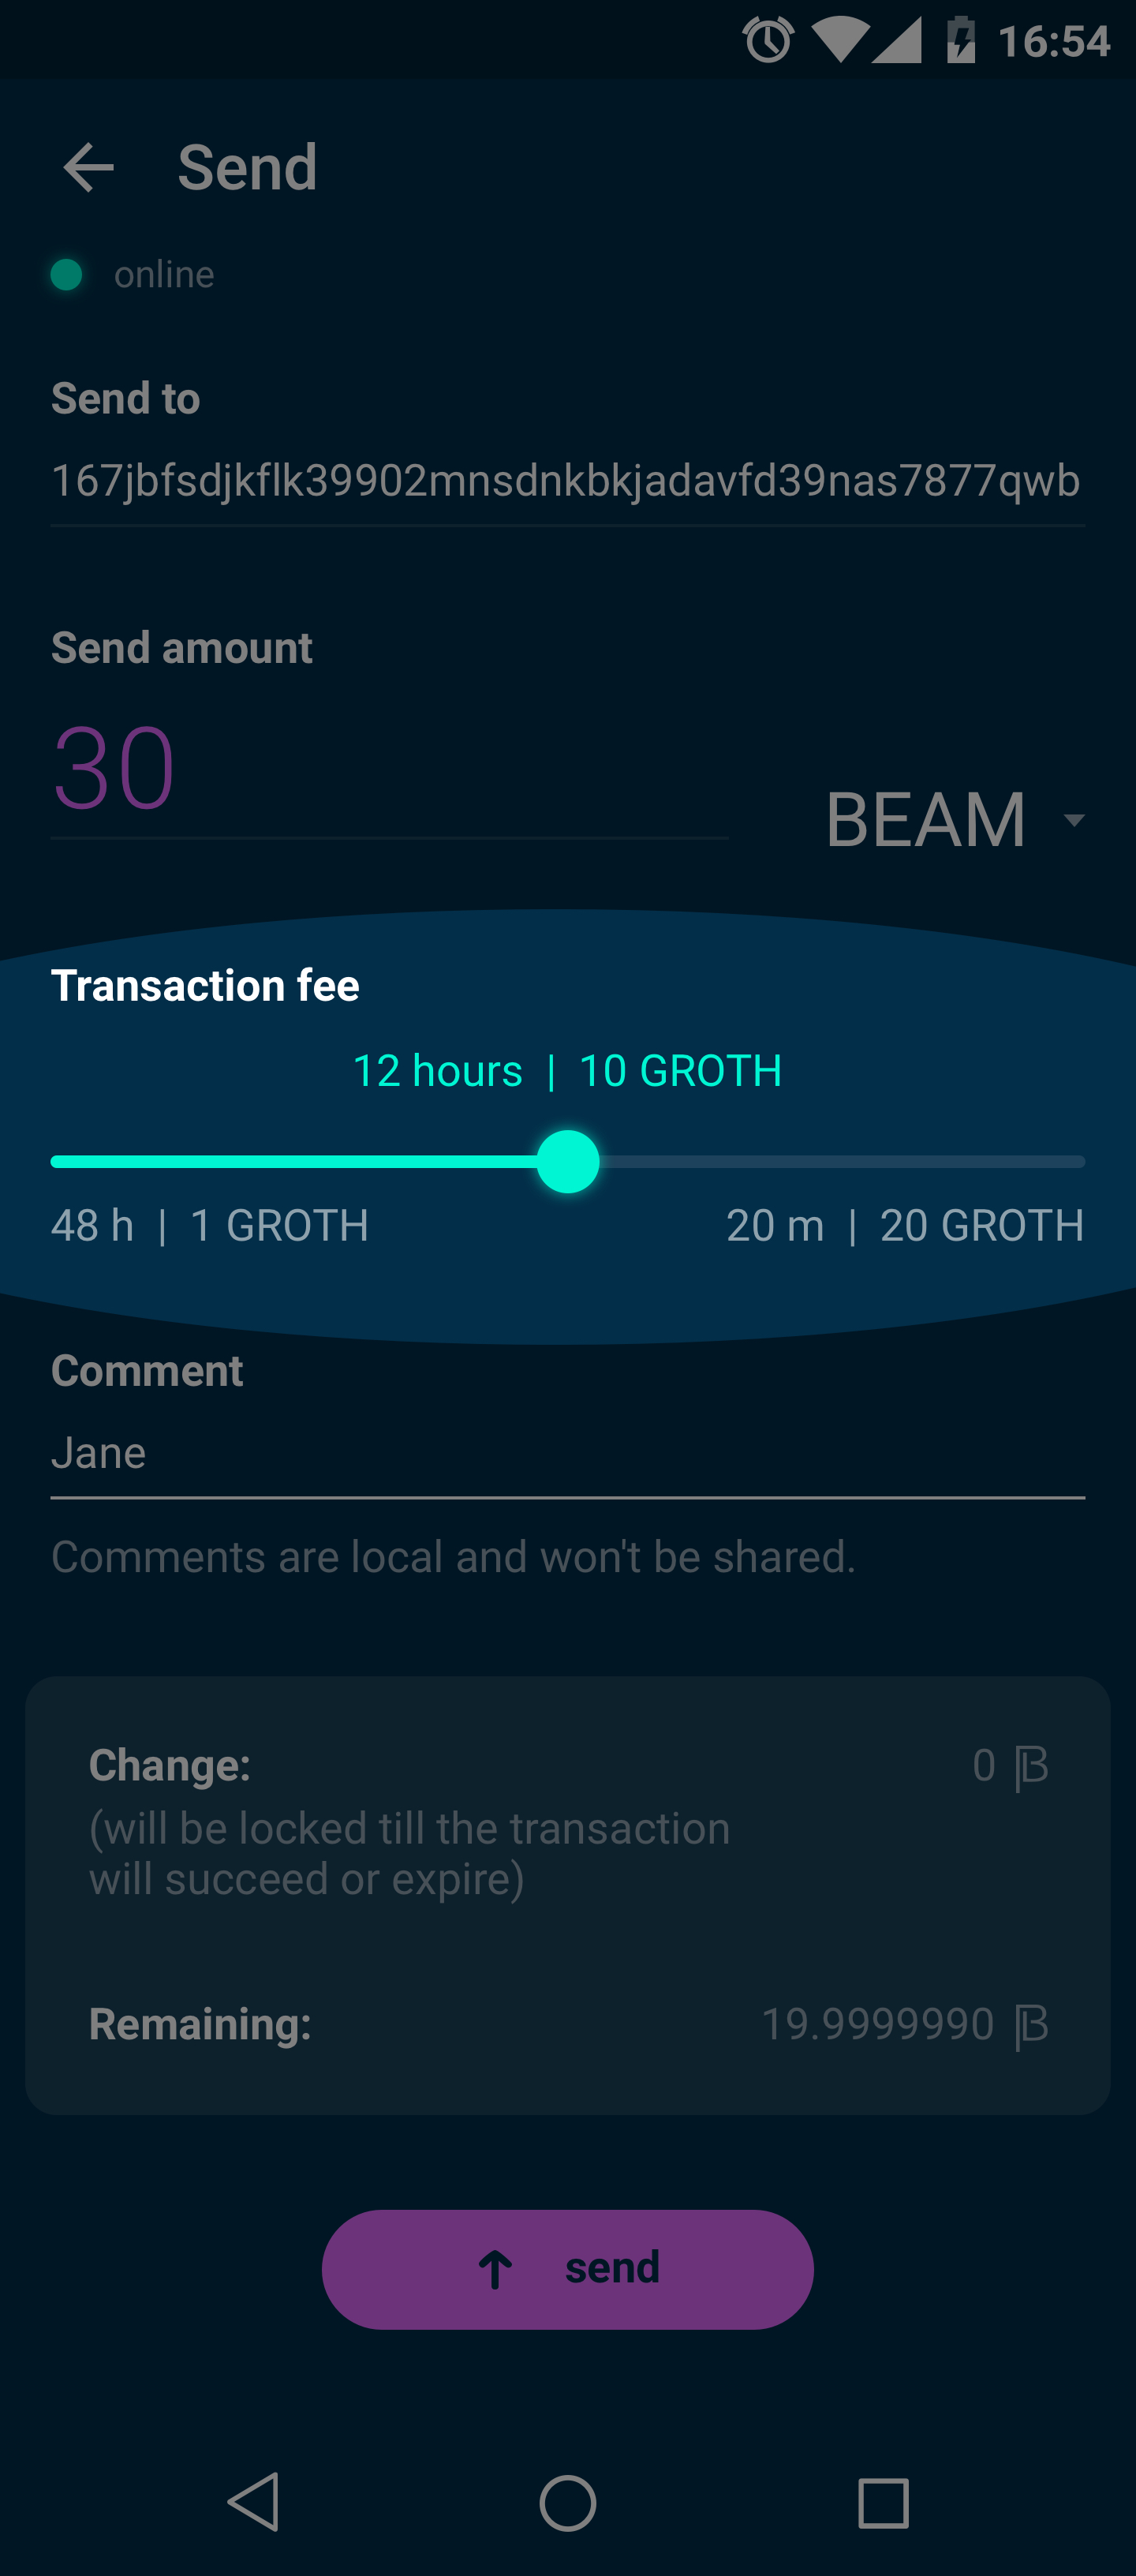 16:54
Send
online
Send to
167jbfsdjkflk39902mnsdnkbkjadavfd39nas7877qwb
Send amount
30
BEAM
Transaction fee
12 hours | 10 GROTH
48 h | 1 GROTH
20 m | 20 GROTH
Comment
Jane
Comments are local and won't be shared.
Change:
0
(will be locked till the transaction
will succeed or expire)
Remaining:
19.9999990
send